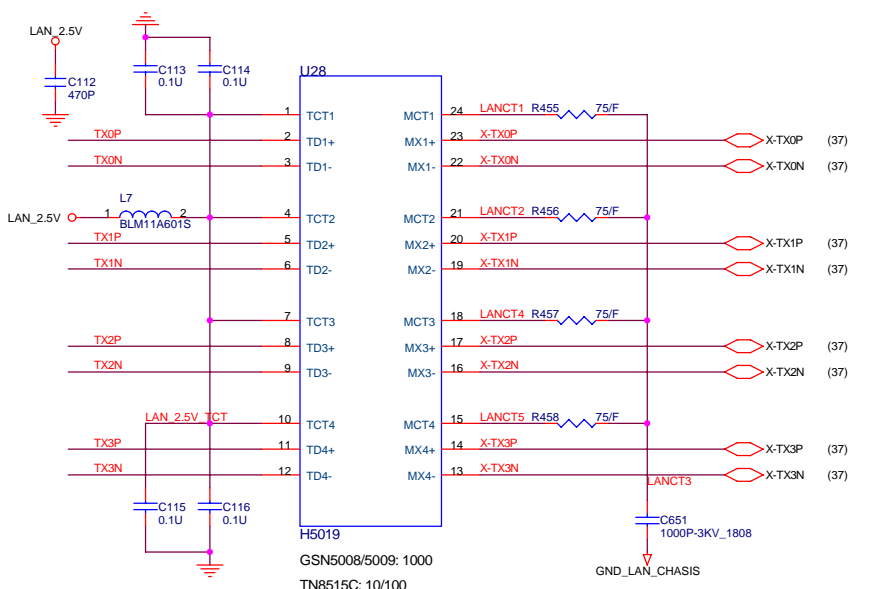 LAN_2.5V
C112
470P
C113
0.1U
C114
0.1U
U28
1 TCT1 MCT1 24 LANCT1 R455 75/F
TX0P 2 TD1+ MX1+ 23 X-TX0P X-TX0P (37)
TX0N 3 TD1- MX1- 22 X-TX0N X-TX0N (37)
L7
LAN_2.5V 1 2 4 TCT2 MCT2 21 LANCT2 R456 75/F
BLM11A601S
TX1P 5 TD2+ MX2+ 20 X-TX1P X-TX1P (37)
TX1N 6 TD2- MX2- 19 X-TX1N X-TX1N (37)
7 TCT3 MCT3 18 LANCT4 R457 75/F
TX2P 8 TD3+ MX3+ 17 X-TX2P X-TX2P (37)
TX2N 9 TD3- MX3- 16 X-TX2N X-TX2N (37)
LAN_2.5V_TCT 10 TCT4 MCT4 15 LANCT5 R458 75/F
TX3P 11 TD4+ MX4+ 14 X-TX3P X-TX3P (37)
TX3N 12 TD4- MX4- 13 X-TX3N X-TX3N (37)
LANCT3
C115
0.1U
C116
0.1U
C651
1000P-3KV_1808
H5019
GSN5008/5009: 1000
GND_LAN_CHASIS
TN8515C: 10/100